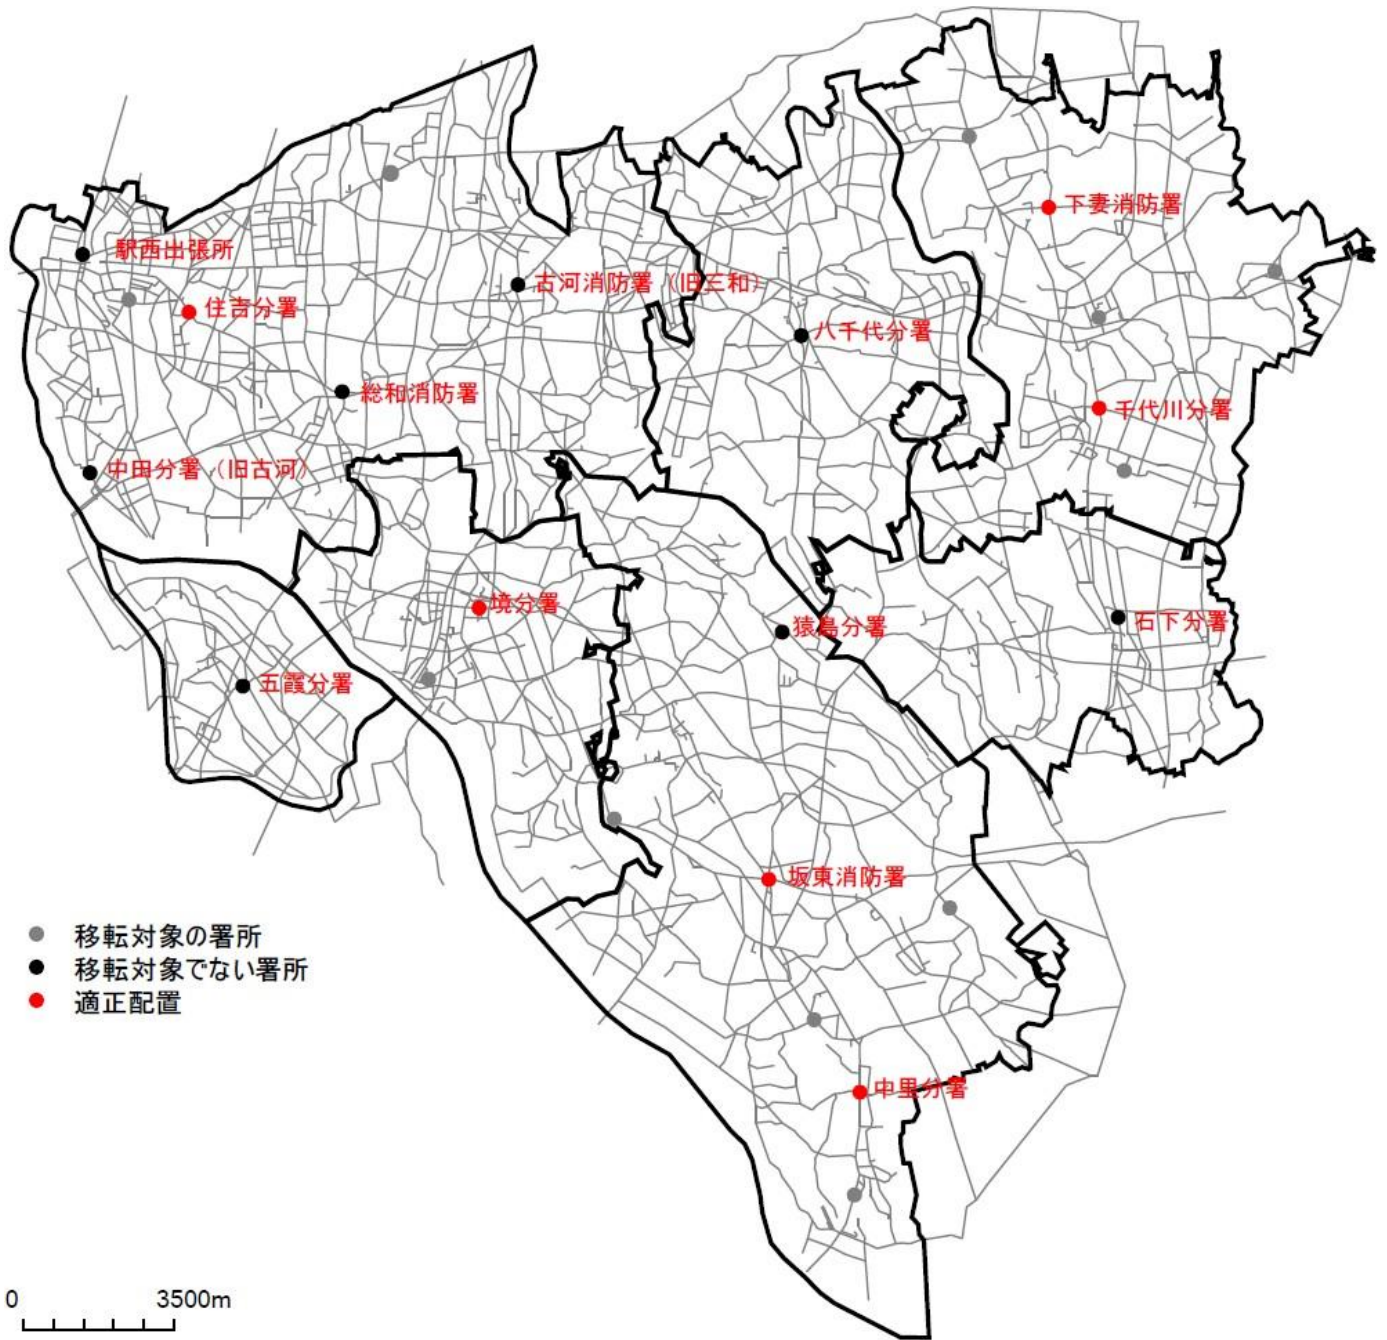 下妻消防署
駅西出張所
古河消防署（旧三和）
住吉分署
八千代分署
総和消防署
千代川分署
中田分署（旧古河）
境分署
石下分署
猿島分署
五霞分署
坂東消防署
移転対象の署所
移転対象でない署所
適正配置
中里分署
0 3500m